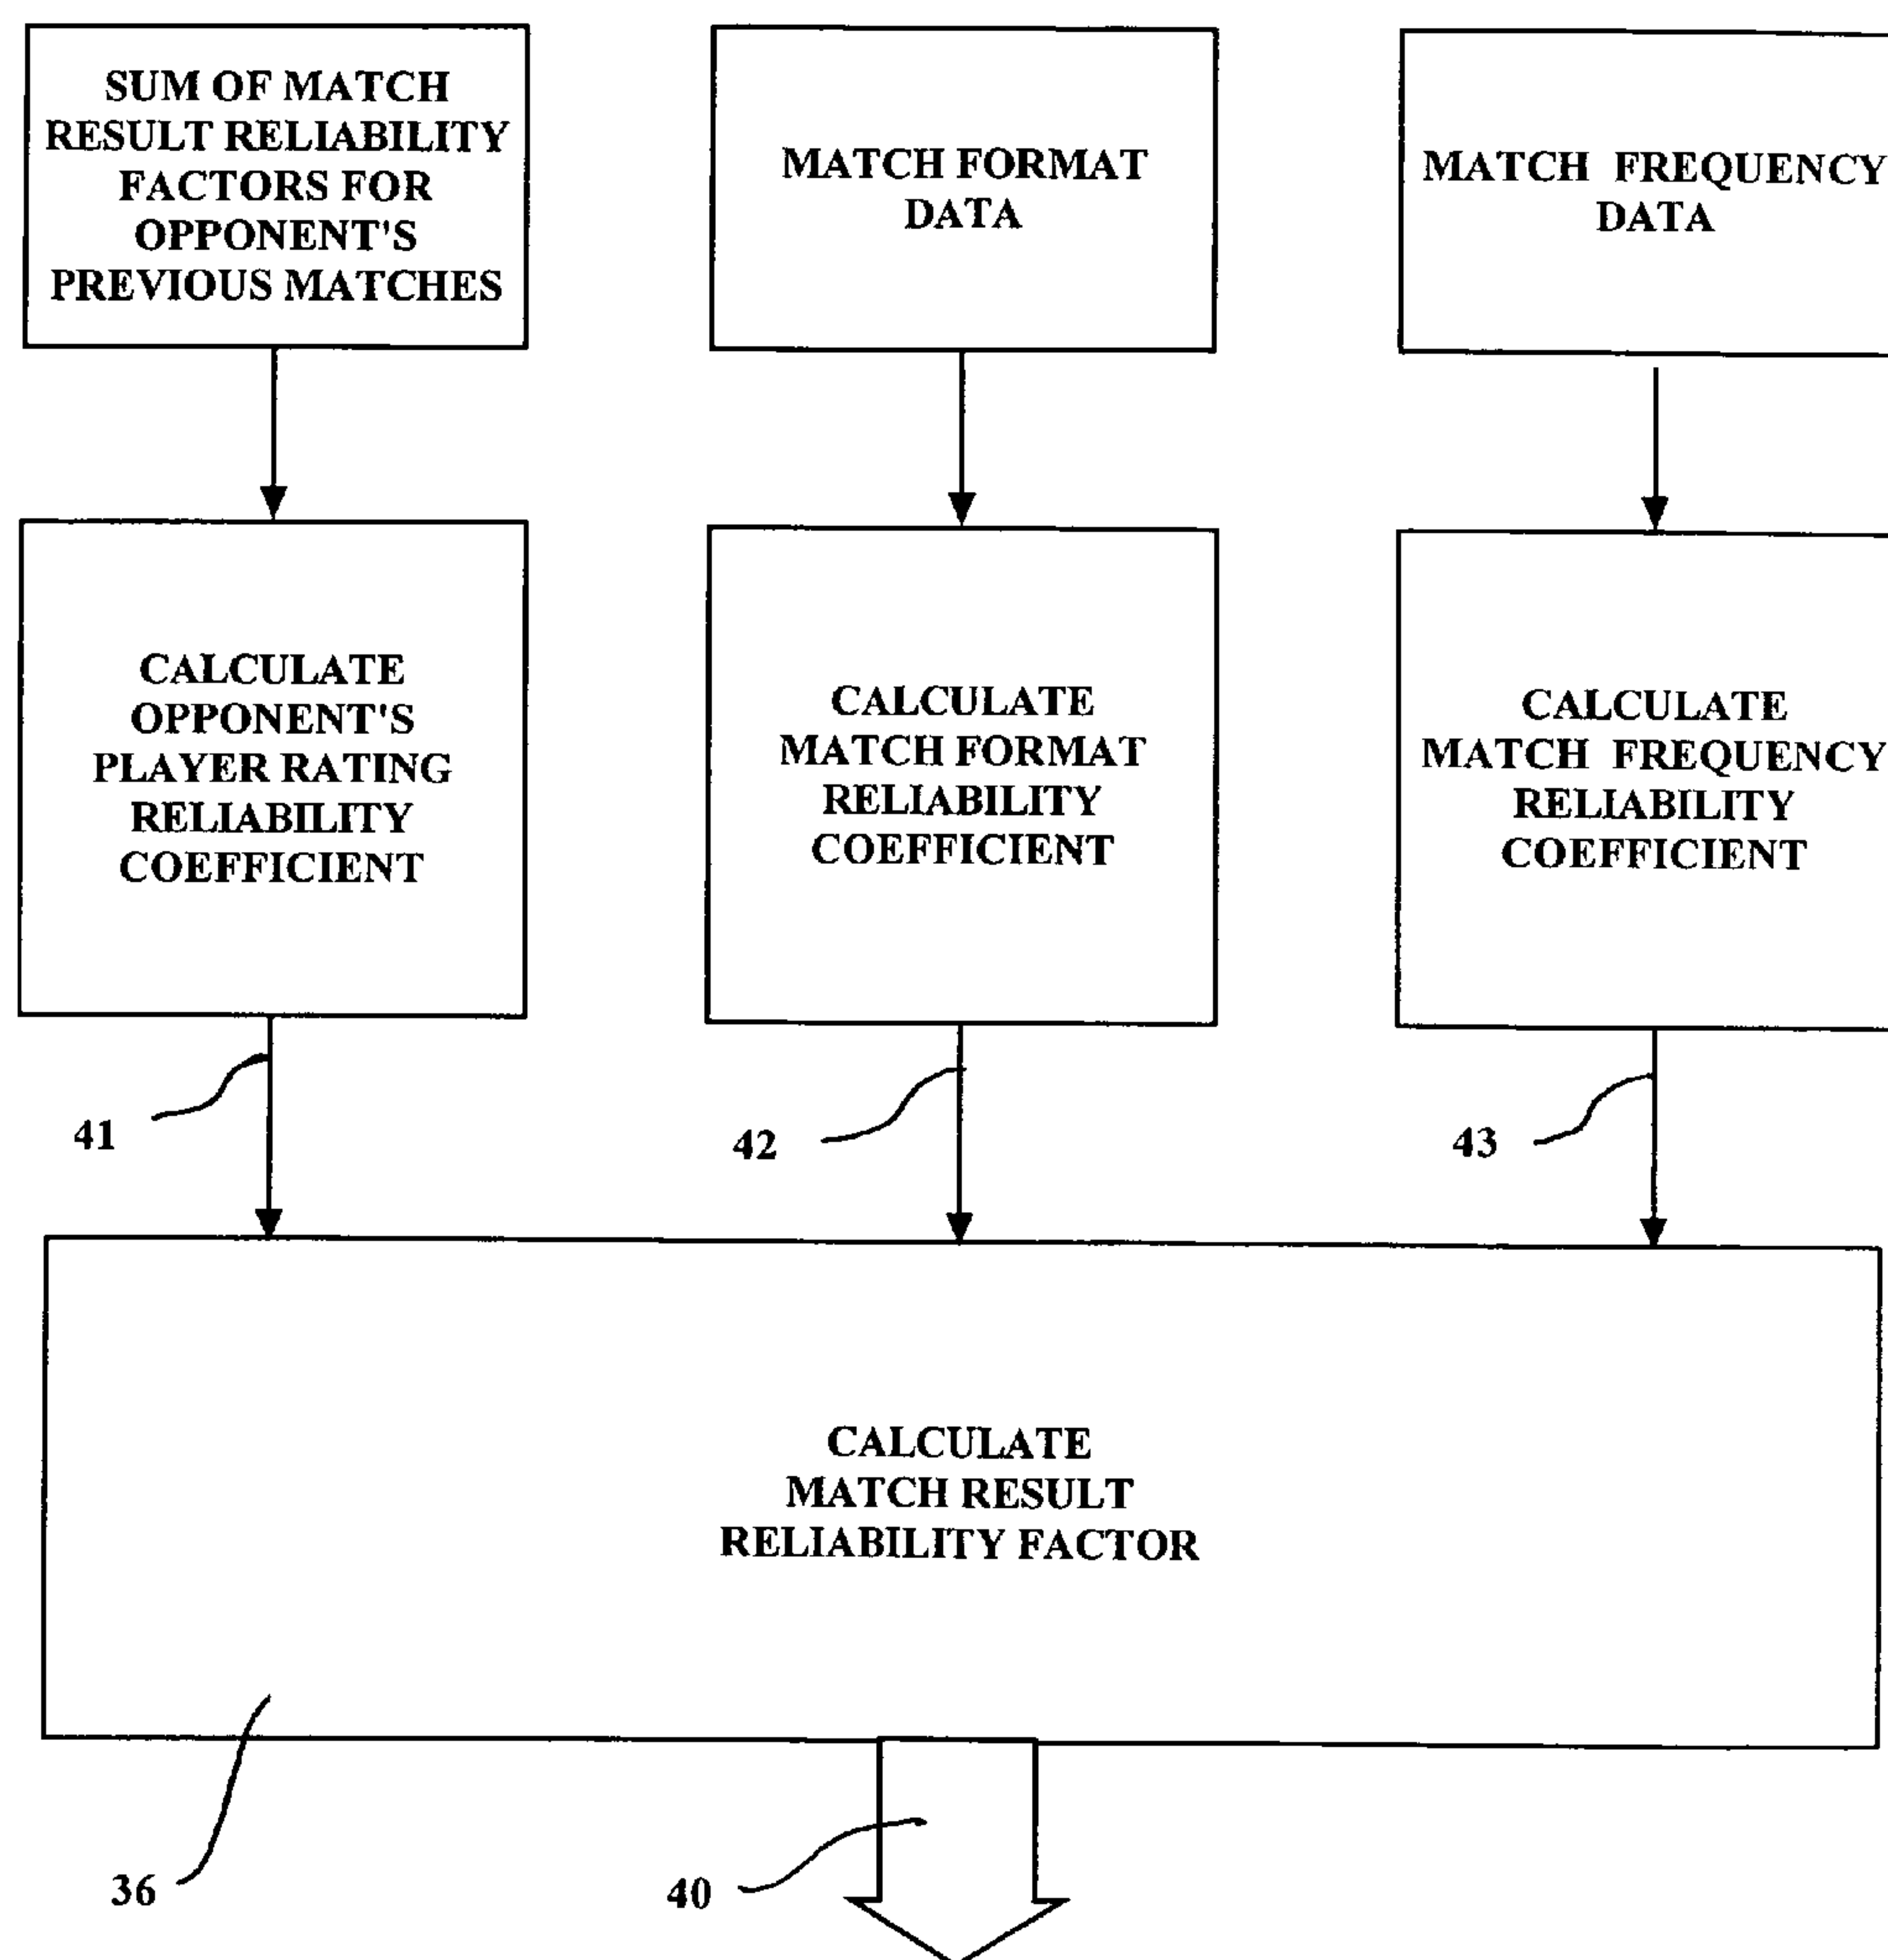 SUM OF MATCH
RESULT RELIABILITY
FACTORS FOR
OPPONENT'S
PREVIOUS MATCHES
MATCH FORMAT
DATA
MATCH FREQUENCY
DATA
CALCULATE
OPPONENT'S
PLAYER RATING
RELIABILITY
COEFFICIENT
CALCULATE
MATCH FORMAT
RELIABILITY
COEFFICIENT
CALCULATE
MATCH FREQUENCY
RELIABILITY
COEFFICIENT
41
42
43
CALCULATE
MATCH RESULT
RELIABILITY FACTOR
36
40